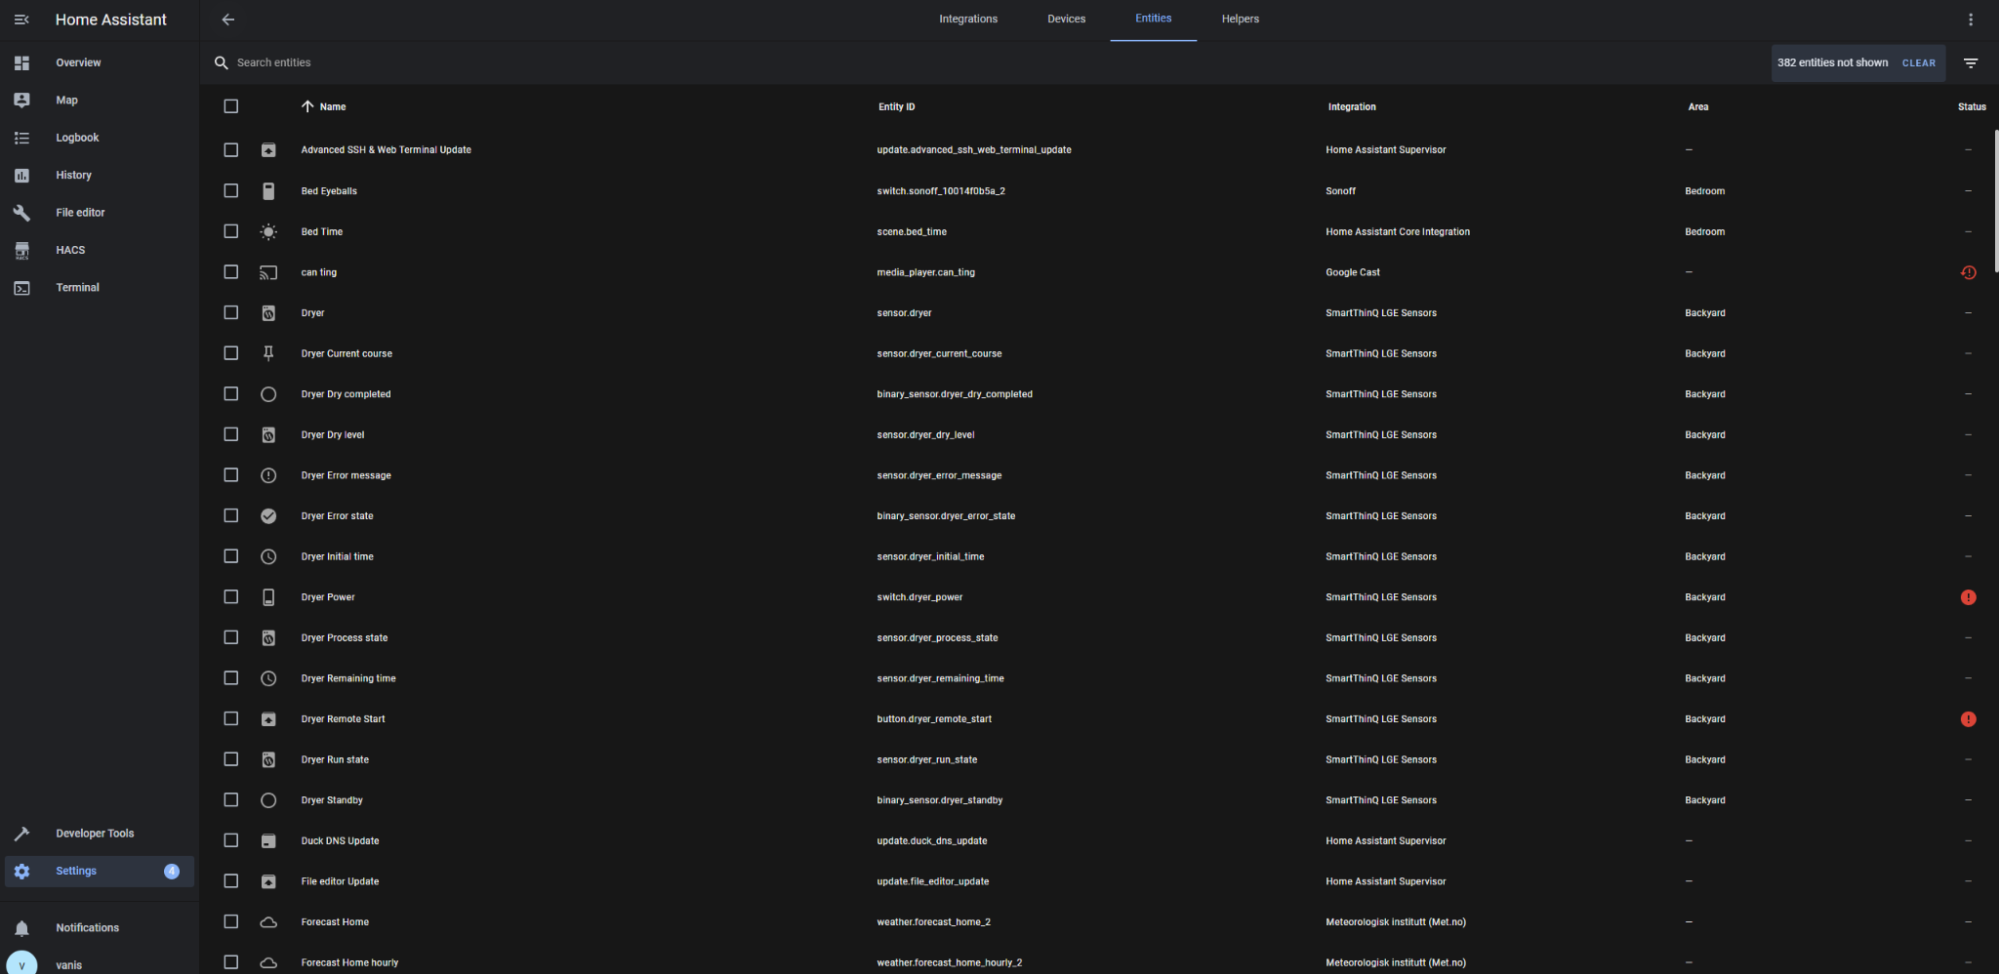 Home Assistant
Integrations Devices Entities Helpers
Overview
Map
Logbook
History
File editor
HACS
Terminal
Developer Tools
Settings 4
Notifications
v vanis
Search entities
382 entities not shown CLEAR
Name Entity ID Integration Area Status
Advanced SSH & Web Terminal Update update.advanced_ssh_web_terminal_update Home Assistant Supervisor — —
Bed Eyeballs switch.sonoff_10014f0b5a_2 Sonoff Bedroom —
Bed Time scene.bed_time Home Assistant Core Integration Bedroom —
can ting media_player.can_ting Google Cast —
Dryer sensor.dryer SmartThinQ LGE Sensors Backyard —
Dryer Current course sensor.dryer_current_course SmartThinQ LGE Sensors Backyard —
Dryer Dry completed binary_sensor.dryer_dry_completed SmartThinQ LGE Sensors Backyard —
Dryer Dry level sensor.dryer_dry_level SmartThinQ LGE Sensors Backyard —
Dryer Error message sensor.dryer_error_message SmartThinQ LGE Sensors Backyard —
Dryer Error state binary_sensor.dryer_error_state SmartThinQ LGE Sensors Backyard —
Dryer Initial time sensor.dryer_initial_time SmartThinQ LGE Sensors Backyard —
Dryer Power switch.dryer_power SmartThinQ LGE Sensors Backyard
Dryer Process state sensor.dryer_process_state SmartThinQ LGE Sensors Backyard —
Dryer Remaining time sensor.dryer_remaining_time SmartThinQ LGE Sensors Backyard —
Dryer Remote Start button.dryer_remote_start SmartThinQ LGE Sensors Backyard
Dryer Run state sensor.dryer_run_state SmartThinQ LGE Sensors Backyard —
Dryer Standby binary_sensor.dryer_standby SmartThinQ LGE Sensors Backyard —
Duck DNS Update update.duck_dns_update Home Assistant Supervisor — —
File editor Update update.file_editor_update Home Assistant Supervisor — —
Forecast Home weather.forecast_home_2 Meteorologisk institutt (Met.no) — —
Forecast Home hourly weather.forecast_home_hourly_2 Meteorologisk institutt (Met.no) — —